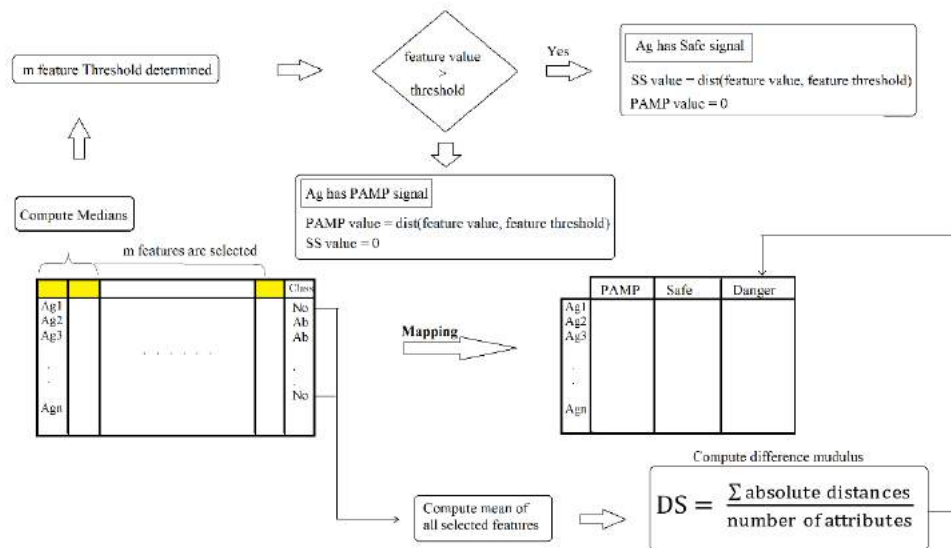 m feature Threshold determined
feature value
>
threshold
Yes
Ag has Safe signal
SS value = dist(feature value, feature threshold)
PAMP value = 0
Ag has PAMP signal
PAMP value = dist(feature value, feature threshold)
SS value = 0
Compute Medians
m features are selected
Class
Ag1 No
Ag2 Ab
Ag3 Ab
. . . . . .
.
.
Agn
No
Mapping
PAMP Safe Danger
Ag1
Ag2
Ag3
.
.
Agn
Compute difference mudulus
Compute mean of
all selected features
DS = ∑ absolute distances
number of attributes